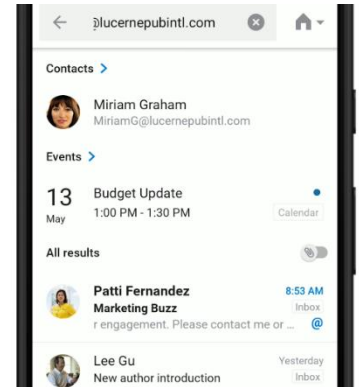 @lucernepubintl.com
Contacts >
Miriam Graham
MiriamG@lucernepubintl.com
Events >
13 Budget Update
May 1:00 PM - 1:30 PM Calendar
All results
Patti Fernandez 8:53 AM
Marketing Buzz Inbox
r engagement. Please contact me or ... @
Lee Gu Yesterday
New author introduction Inbox